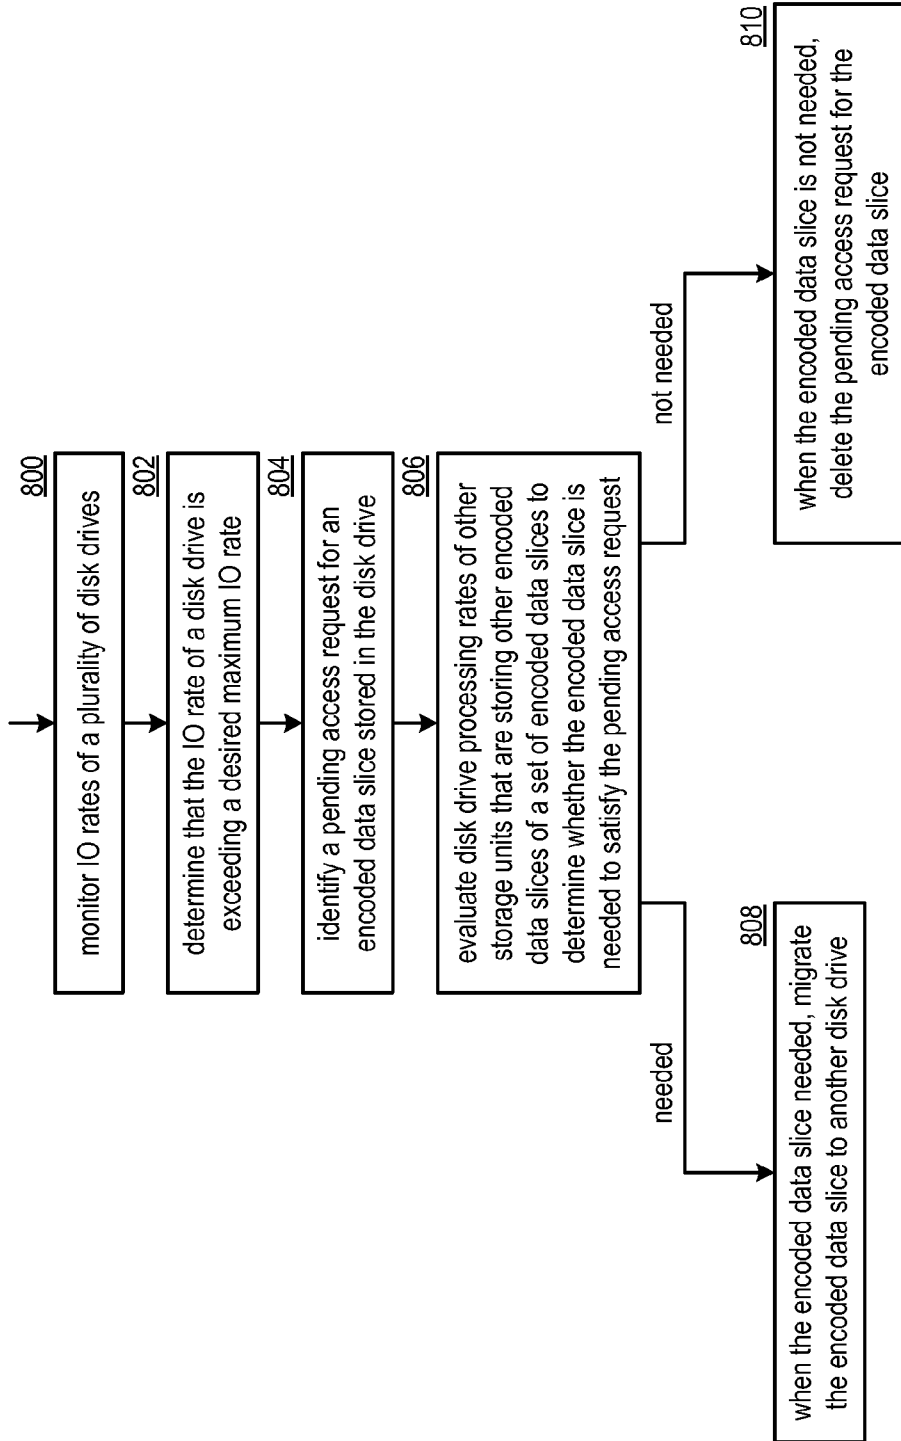 800
monitor IO rates of a plurality of disk drives
802
determine that the IO rate of a disk drive is
exceeding a desired maximum IO rate
804
identify a pending access request for an
encoded data slice stored in the disk drive
806
evaluate disk drive processing rates of other
storage units that are storing other encoded
data slices of a set of encoded data slices to
determine whether the encoded data slice is
needed to satisfy the pending access request
needed
not needed
808
when the encoded data slice needed, migrate
the encoded data slice to another disk drive
810
when the encoded data slice is not needed,
delete the pending access request for the
encoded data slice